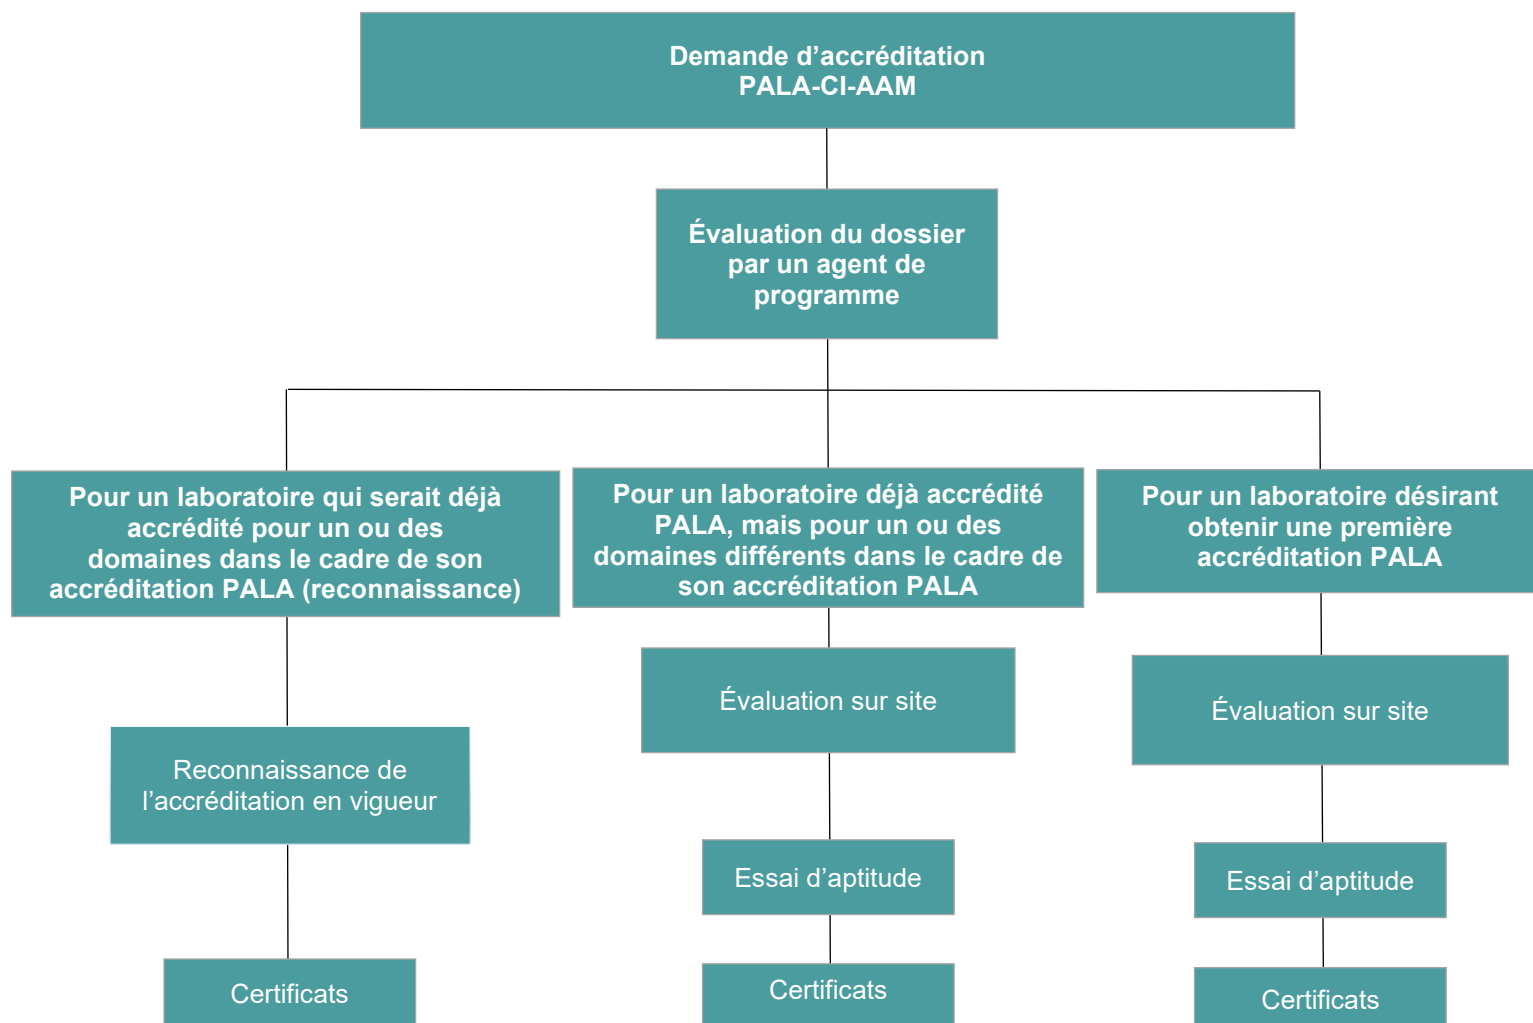 Demande d’accréditation
PALA-CI-AAM
Évaluation du dossier
par un agent de
programme
Pour un laboratoire qui serait déjà
accrédité pour un ou des
domaines dans le cadre de son
accréditation PALA (reconnaissance)
Pour un laboratoire déjà accrédité
PALA, mais pour un ou des
domaines différents dans le cadre de
son accréditation PALA
Pour un laboratoire désirant
obtenir une première
accréditation PALA
Reconnaissance de
l’accréditation en vigueur
Certificats
Évaluation sur site
Essai d’aptitude
Certificats
Évaluation sur site
Essai d’aptitude
Certificats